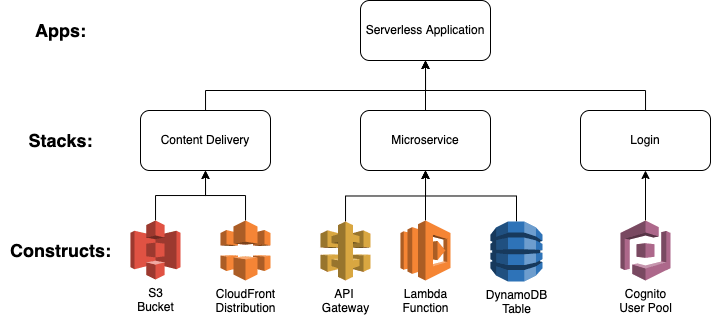 Apps:
Serverless Application
Stacks:
Content Delivery
Microservice
Login
Constructs:
S3
Bucket
CloudFront
Distribution
API
Gateway
Lambda
Function
DynamoDB
Table
Cognito
User Pool